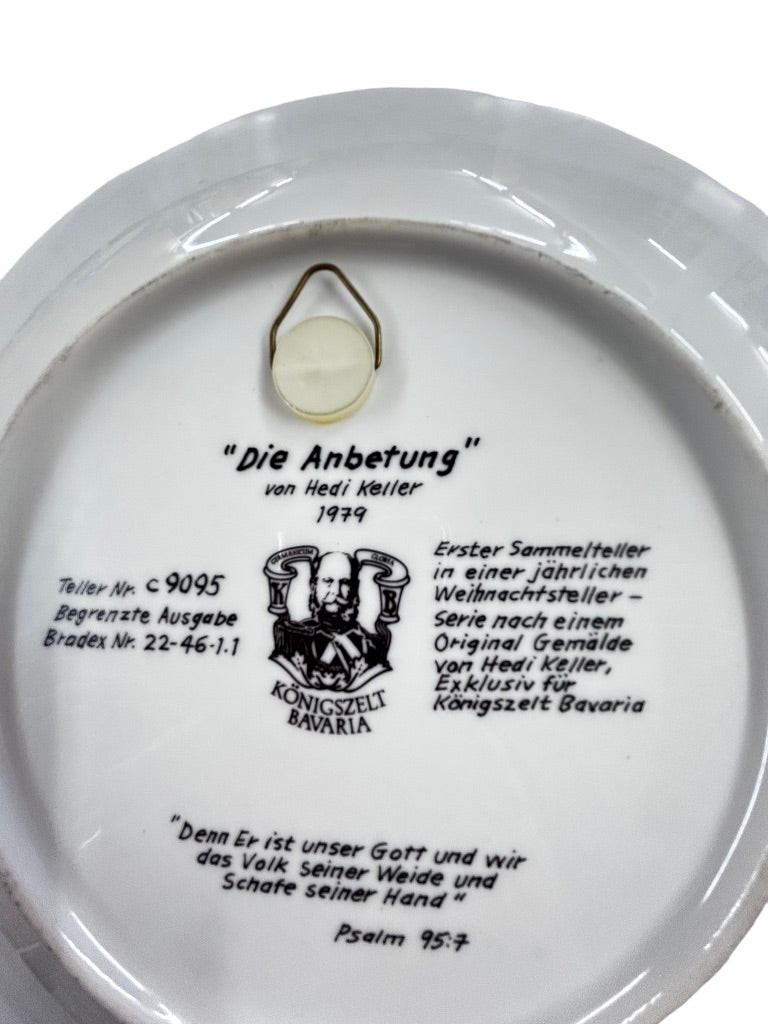 "Die Anbetung"
von Hedi Keller
1979
Teller Nr. C 9095
Begrenzte Ausgabe
Bradex Nr. 22-46-1.1
GERMANICUM GLORIA
K B
KÖNIGSZELT
BAVARIA
Erster Sammelteller
in einer jährlichen
Weihnachtsteller –
Serie nach einem
Original Gemälde
von Hedi Keller,
Exklusiv für
Königszelt Bavaria
"Denn Er ist unser Gott und wir
das Volk seiner Weide und
Schafe seiner Hand"
Psalm 95:7